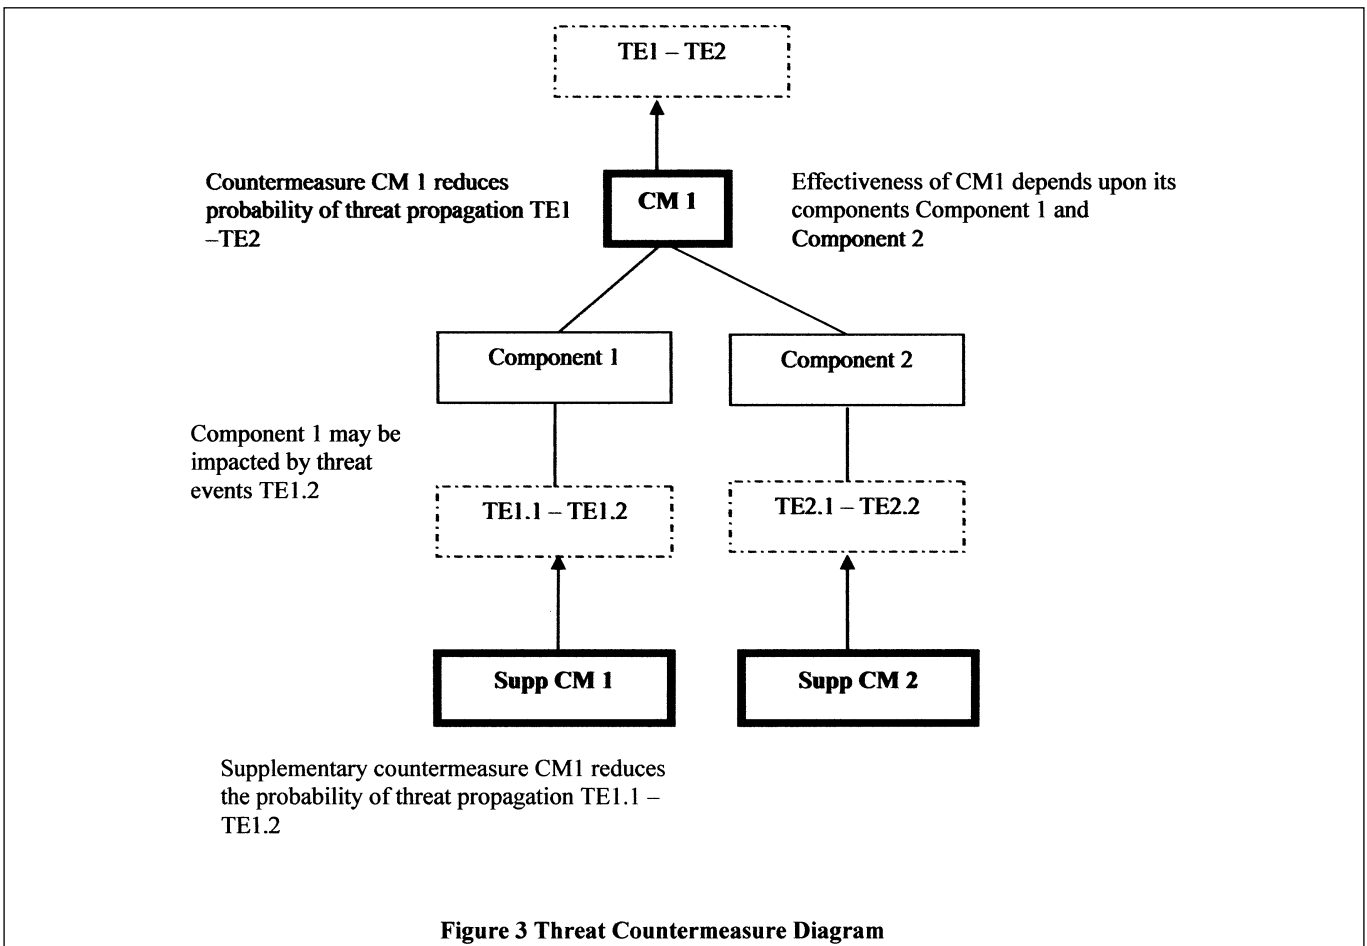 TE1 – TE2
Countermeasure CM 1 reduces
probability of threat propagation TE1
–TE2
CM 1
Effectiveness of CM1 depends upon its
components Component 1 and
Component 2
Component 1
Component 2
Component 1 may be
impacted by threat
events TE1.2
TE1.1 – TE1.2
TE2.1 – TE2.2
Supp CM 1
Supp CM 2
Supplementary countermeasure CM1 reduces
the probability of threat propagation TE1.1 –
TE1.2
Figure 3 Threat Countermeasure Diagram